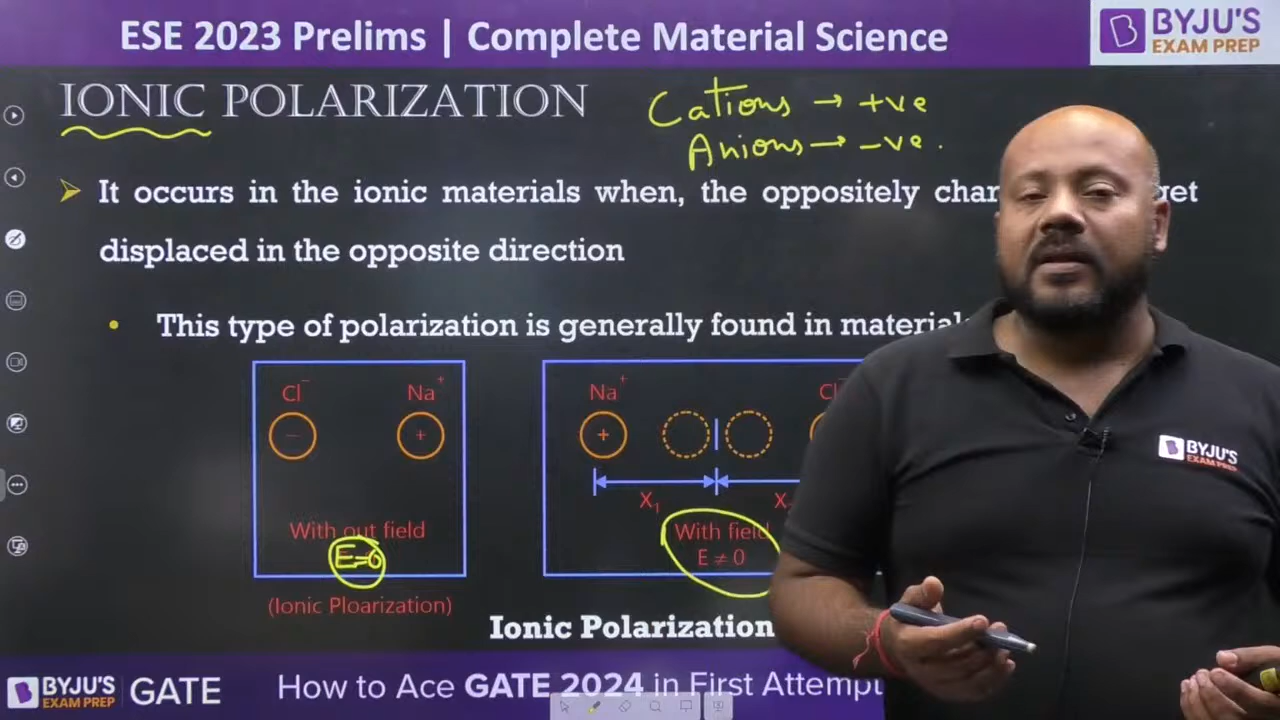 ESE 2023 Prelims | Complete Material Science
BYJU'S
EXAM PREP
IONIC POLARIZATION
Cations → +ve
Anions → -ve.
It occurs in the ionic materials when, the oppositely get
displaced in the opposite direction
This type of polarization is generally found in
Cl⁻ Na⁺
− +
With out field
E=0
(Ionic Ploarization)
Na⁺
+
X₁
With field
E ≠ 0
Ionic Polarization
BYJU'S
EXAM PREP
BYJU'S
EXAM PREP
GATE
How to Ace GATE 2024 in First Attempt